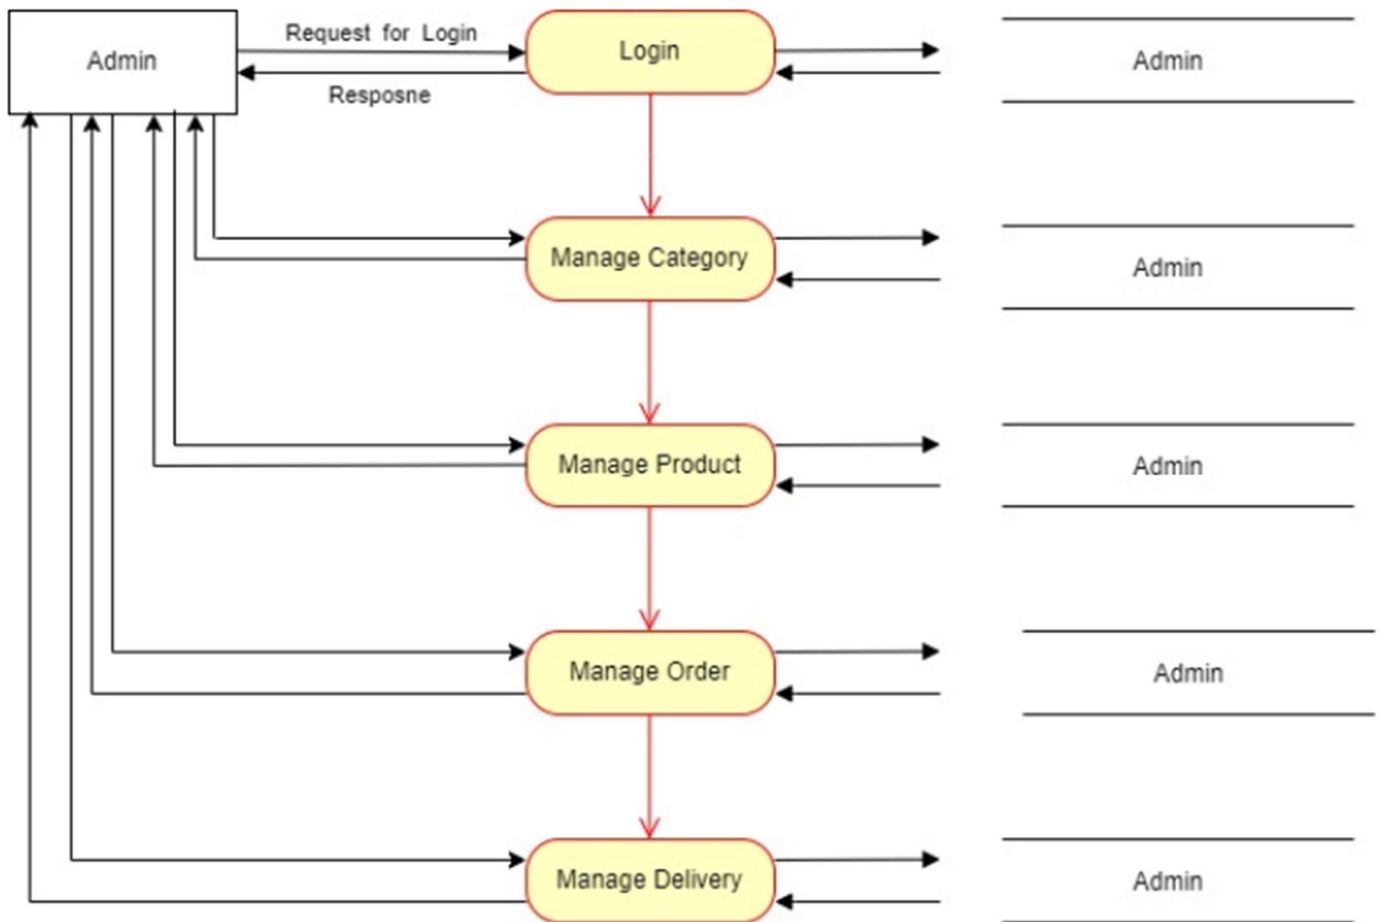 Admin
Request for Login
Resposne
Login
Admin
Manage Category
Admin
Manage Product
Admin
Manage Order
Admin
Manage Delivery
Admin